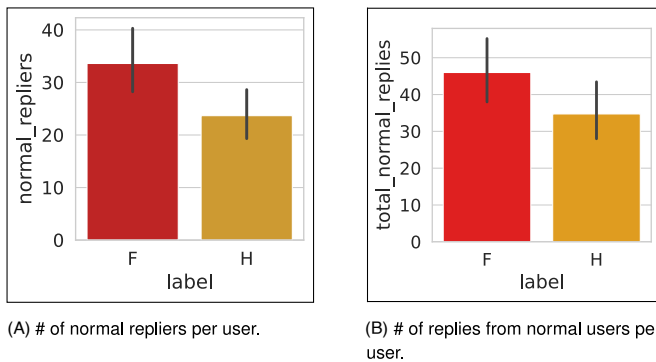 normal_repliers
40
30
20
10
0
F
H
label
(A) # of normal repliers per user.
total_normal_replies
50
40
30
20
10
0
F
H
label
(B) # of replies from normal users pe
user.